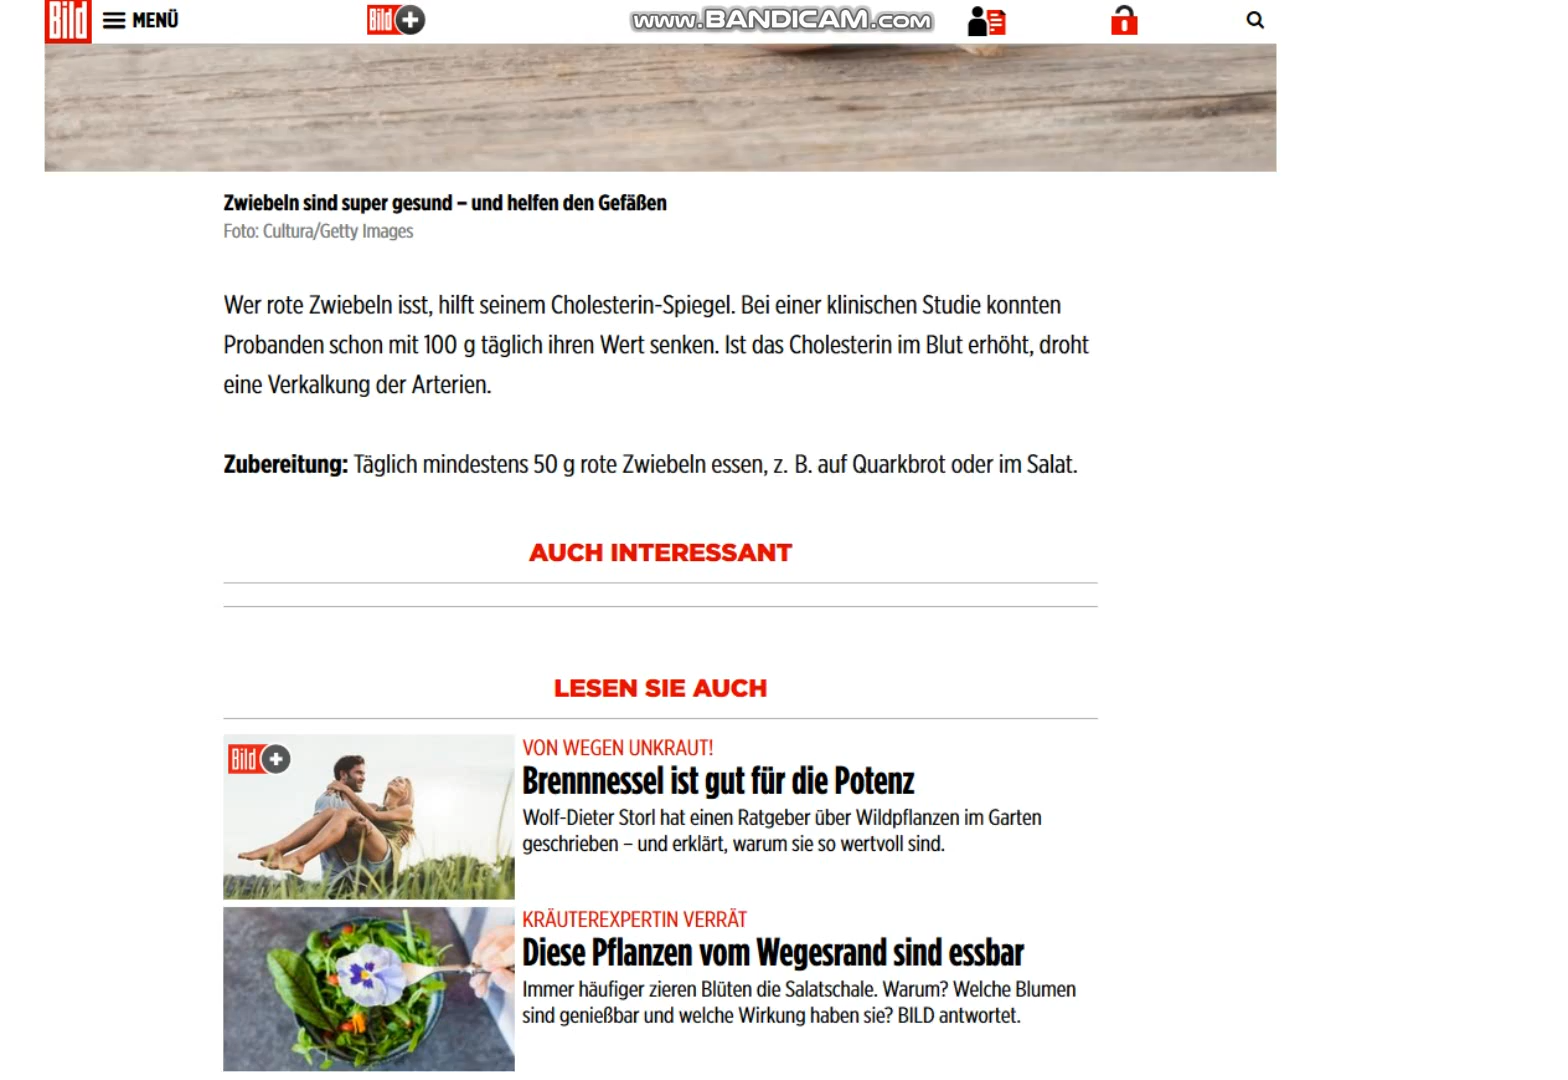 Bild
MENÜ
Bild+
www.BANDICAM.com
Zwiebeln sind super gesund – und helfen den Gefäßen
Foto: Cultura/Getty Images
Wer rote Zwiebeln isst, hilft seinem Cholesterin-Spiegel. Bei einer klinischen Studie konnten
Probanden schon mit 100 g täglich ihren Wert senken. Ist das Cholesterin im Blut erhöht, droht
eine Verkalkung der Arterien.
Zubereitung: Täglich mindestens 50 g rote Zwiebeln essen, z. B. auf Quarkbrot oder im Salat.
AUCH INTERESSANT
LESEN SIE AUCH
Bild+
VON WEGEN UNKRAUT!
Brennnessel ist gut für die Potenz
Wolf-Dieter Storl hat einen Ratgeber über Wildpflanzen im Garten
geschrieben – und erklärt, warum sie so wertvoll sind.
KRÄUTEREXPERTIN VERRÄT
Diese Pflanzen vom Wegesrand sind essbar
Immer häufiger zieren Blüten die Salatschale. Warum? Welche Blumen
sind genießbar und welche Wirkung haben sie? BILD antwortet.